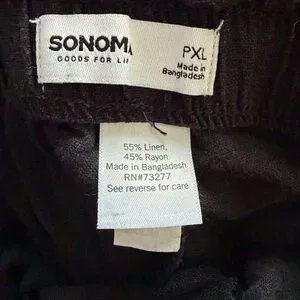 SONOMA
GOODS FOR LI
PXL
Made in
Bangladesh
55% Linen,
45% Rayon
Made in Bangladesh
RN#73277
See reverse for care